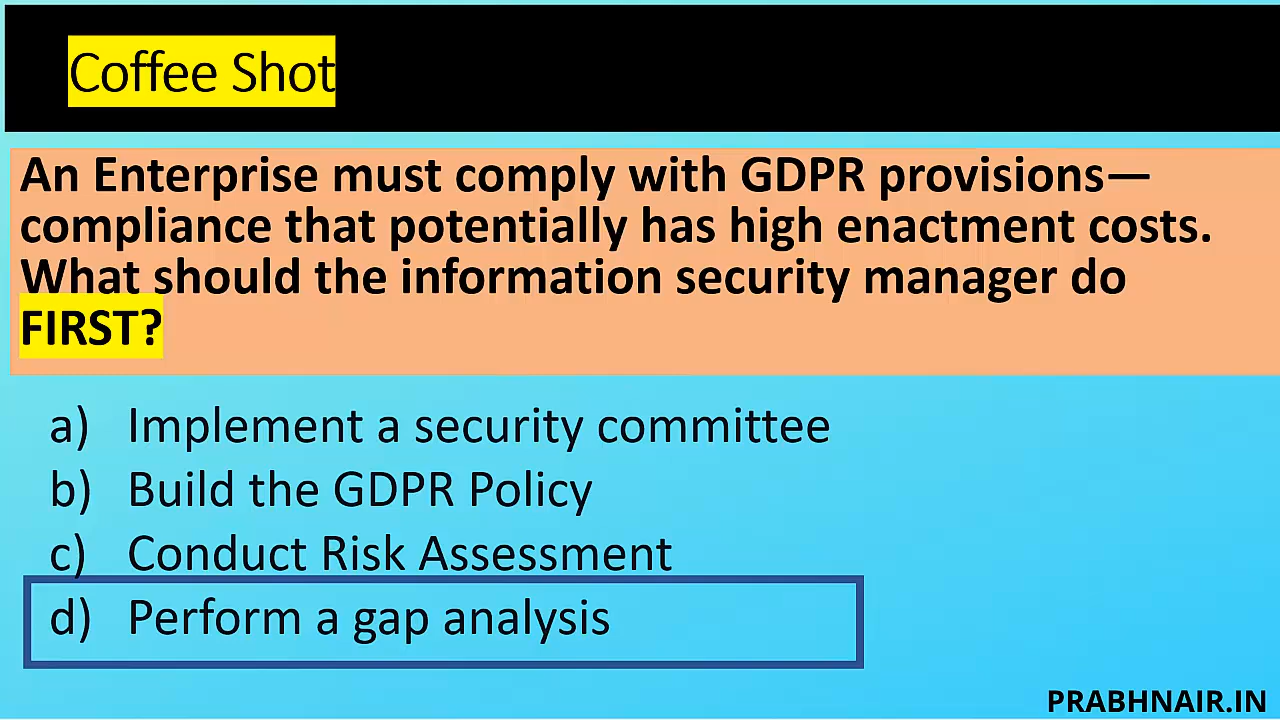 Coffee Shot
An Enterprise must comply with GDPR provisions—
compliance that potentially has high enactment costs.
What should the information security manager do
FIRST?
a) Implement a security committee
b) Build the GDPR Policy
c) Conduct Risk Assessment
d) Perform a gap analysis
PRABHNAIR.IN